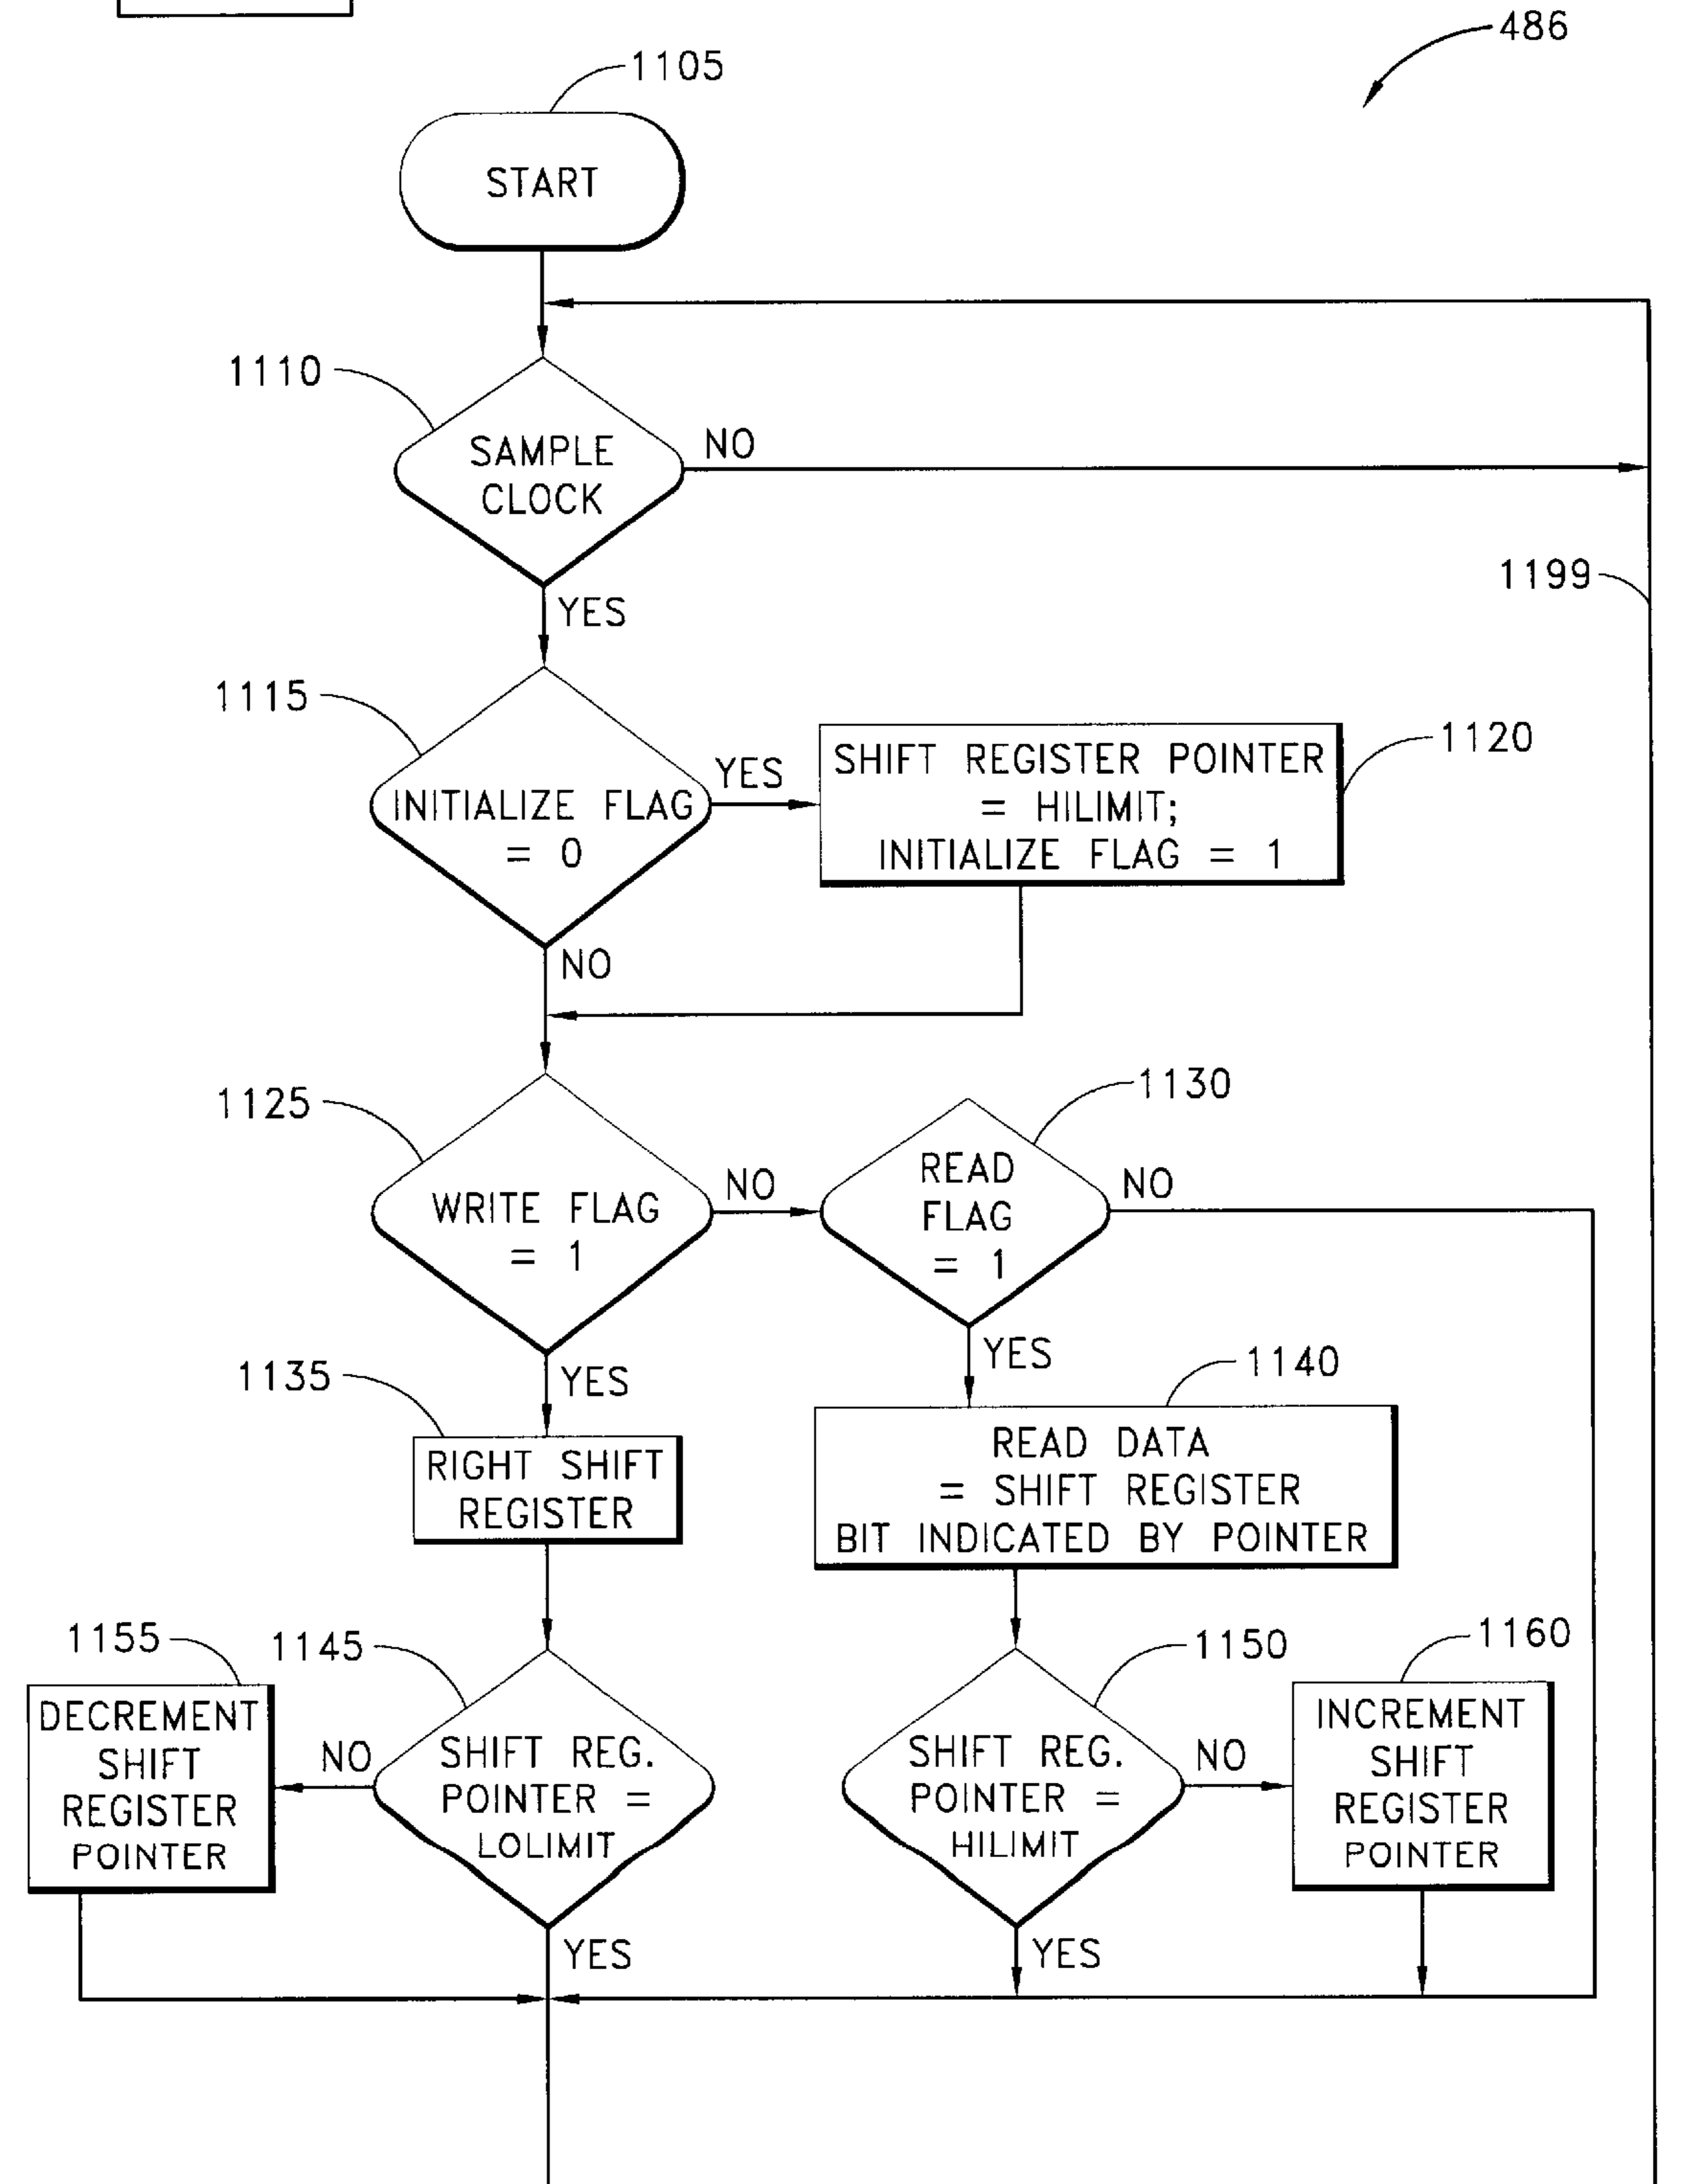 486
1105
START
1110
SAMPLE
CLOCK
NO
1199
YES
1115
INITIALIZE FLAG
= 0
YES
SHIFT REGISTER POINTER
= HILIMIT;
INITIALIZE FLAG = 1
1120
NO
1125
WRITE FLAG
= 1
NO
1130
READ
FLAG
= 1
NO
YES
YES
1135
RIGHT SHIFT
REGISTER
1140
READ DATA
= SHIFT REGISTER
BIT INDICATED BY POINTER
1155
DECREMENT
SHIFT
REGISTER
POINTER
NO
1145
SHIFT REG.
POINTER =
LOLIMIT
YES
1150
SHIFT REG.
POINTER =
HILIMIT
NO
YES
1160
INCREMENT
SHIFT
REGISTER
POINTER